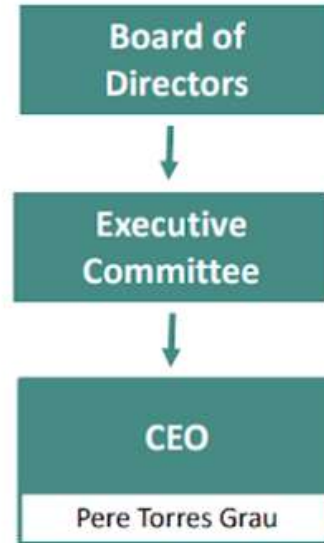 Board of
Directors
Executive
Committee
CEO
Pere Torres Grau